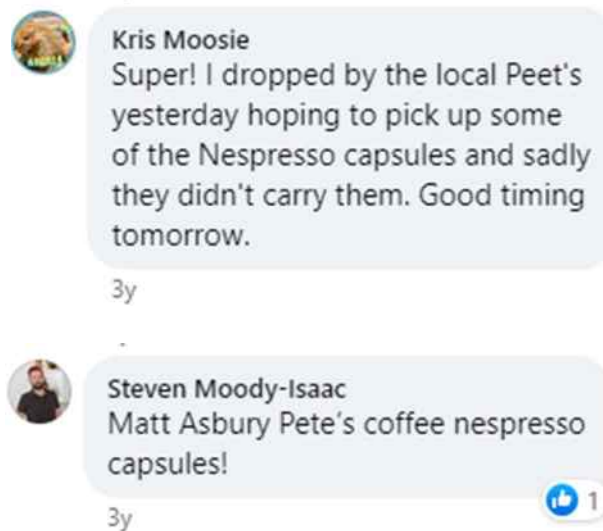 Kris Moosie
Super! I dropped by the local Peet's
yesterday hoping to pick up some
of the Nespresso capsules and sadly
they didn't carry them. Good timing
tomorrow.
3y
Steven Moody-Isaac
Matt Asbury Pete's coffee nespresso
capsules!
1
3y